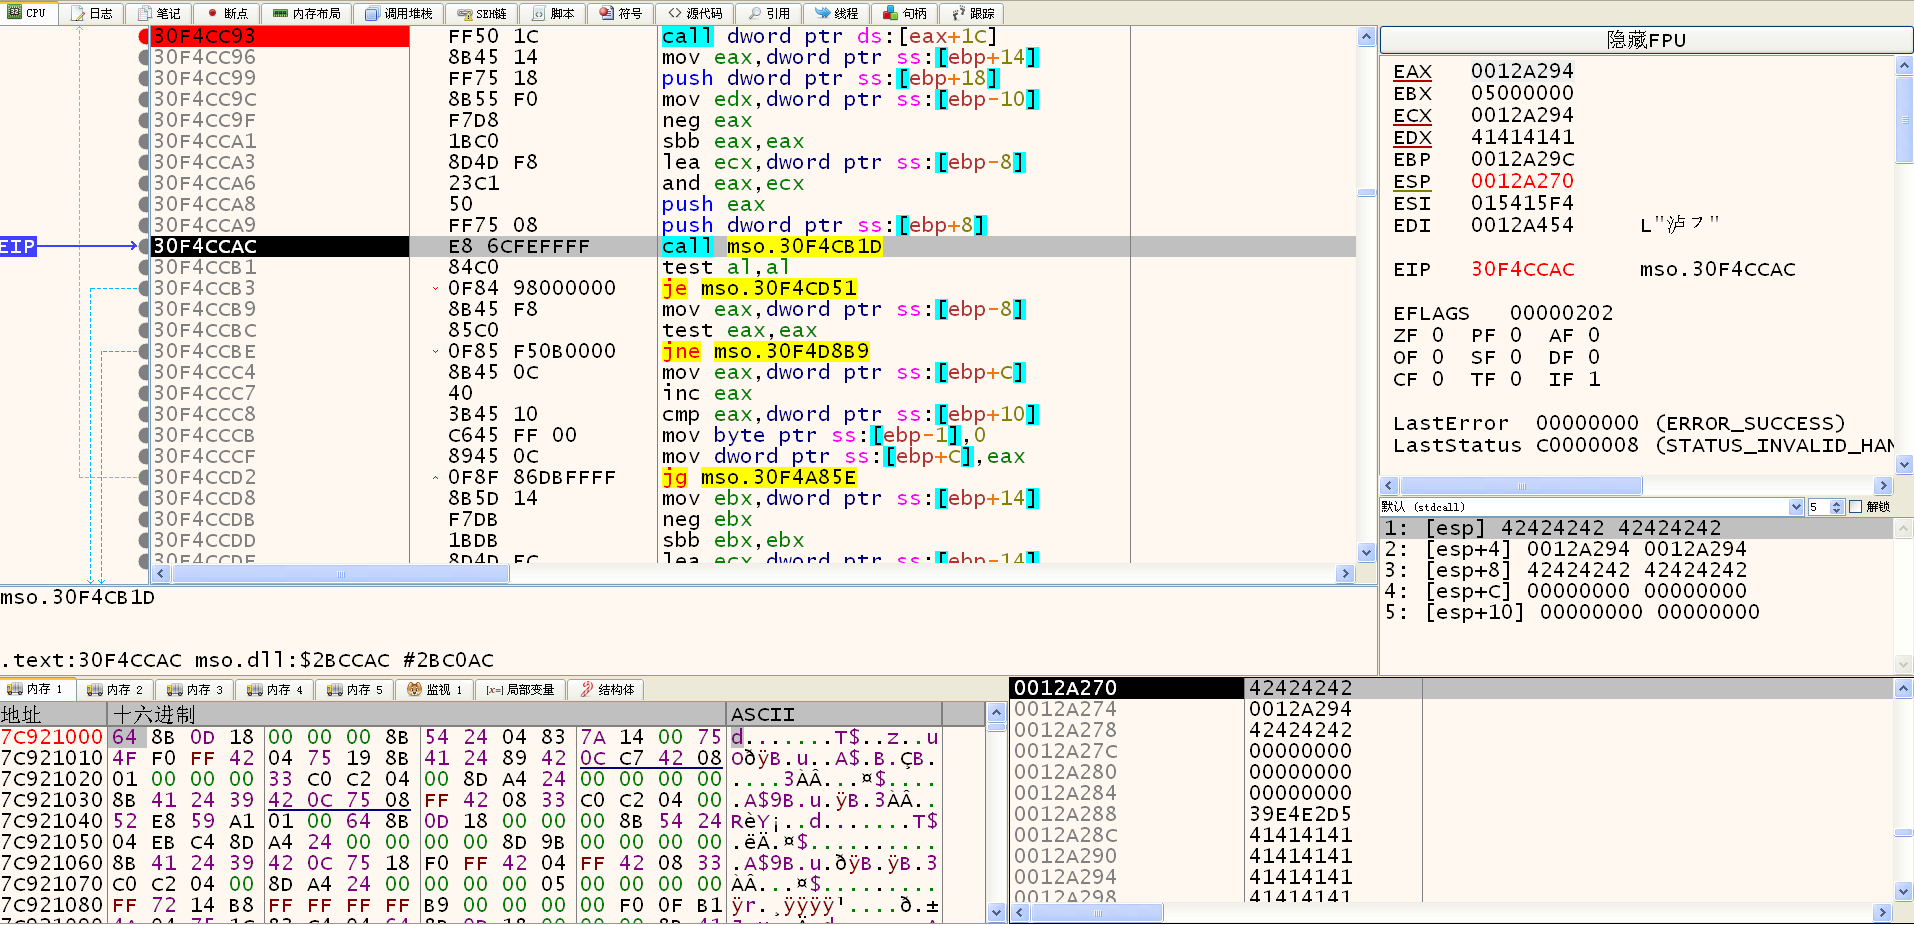 CPU 日志 笔记 断点 内存布局 调用堆栈 SEH链 脚本 符号 源代码 引用 线程 句柄 跟踪
30F4CC93 FF50 1C call dword ptr ds:[eax+1C]
30F4CC96 8B45 14 mov eax,dword ptr ss:[ebp+14]
30F4CC99 FF75 18 push dword ptr ss:[ebp+18]
30F4CC9C 8B55 F0 mov edx,dword ptr ss:[ebp-10]
30F4CC9F F7D8 neg eax
30F4CCA1 1BC0 sbb eax,eax
30F4CCA3 8D4D F8 lea ecx,dword ptr ss:[ebp-8]
30F4CCA6 23C1 and eax,ecx
30F4CCA8 50 push eax
30F4CCA9 FF75 08 push dword ptr ss:[ebp+8]
EIP 30F4CCAC E8 6CFEFFFF call mso.30F4CB1D
30F4CCB1 84C0 test al,al
30F4CCB3 0F84 98000000 je mso.30F4CD51
30F4CCB9 8B45 F8 mov eax,dword ptr ss:[ebp-8]
30F4CCBC 85C0 test eax,eax
30F4CCBE 0F85 F50B0000 jne mso.30F4D8B9
30F4CCC4 8B45 0C mov eax,dword ptr ss:[ebp+C]
30F4CCC7 40 inc eax
30F4CCC8 3B45 10 cmp eax,dword ptr ss:[ebp+10]
30F4CCCB C645 FF 00 mov byte ptr ss:[ebp-1],0
30F4CCCF 8945 0C mov dword ptr ss:[ebp+C],eax
30F4CCD2 0F8F 86DBFFFF jg mso.30F4A85E
30F4CCD8 8B5D 14 mov ebx,dword ptr ss:[ebp+14]
30F4CCDB F7DB neg ebx
30F4CCDD 1BDB sbb ebx,ebx
30F4CCDF 8D4D EC lea ecx,dword ptr ss:[ebp-14]
mso.30F4CB1D
.text:30F4CCAC mso.dll:$2BCCAC #2BC0AC
隐藏FPU
EAX 0012A294
EBX 05000000
ECX 0012A294
EDX 41414141
EBP 0012A29C
ESP 0012A270
ESI 015415F4
EDI 0012A454 L"泸ㄗ"
EIP 30F4CCAC mso.30F4CCAC
EFLAGS 00000202
ZF 0 PF 0 AF 0
OF 0 SF 0 DF 0
CF 0 TF 0 IF 1
LastError 00000000 (ERROR_SUCCESS)
LastStatus C0000008 (STATUS_INVALID_HAN
默认 (stdcall) 5 解锁
1: [esp] 42424242 42424242
2: [esp+4] 0012A294 0012A294
3: [esp+8] 42424242 42424242
4: [esp+C] 00000000 00000000
5: [esp+10] 00000000 00000000
内存 1 内存 2 内存 3 内存 4 内存 5 监视 1 [x=] 局部变量 结构体
地址 十六进制 ASCII
7C921000 64 8B 0D 18 00 00 00 8B 54 24 04 83 7A 14 00 75 d.......T$..z..u
7C921010 4F F0 FF 42 04 75 19 8B 41 24 89 42 0C C7 42 08 OðÿB.u..A$.B.ÇB.
7C921020 01 00 00 00 33 C0 C2 04 00 8D A4 24 00 00 00 00 ....3ÀÂ...¤$....
7C921030 8B 41 24 39 42 0C 75 08 FF 42 08 33 C0 C2 04 00 .A$9B.u.ÿB.3ÀÂ..
7C921040 52 E8 59 A1 01 00 64 8B 0D 18 00 00 00 8B 54 24 RèY¡..d.......T$
7C921050 04 EB C4 8D A4 24 00 00 00 00 00 8D 9B 00 00 00 .ëÄ.¤$..........
7C921060 8B 41 24 39 42 0C 75 18 F0 FF 42 04 FF 42 08 33 .A$9B.u.ðÿB.ÿB.3
7C921070 C0 C2 04 00 8D A4 24 00 00 00 00 05 00 00 00 00 ÀÂ...¤$.........
7C921080 FF 72 14 B8 FF FF FF FF B9 00 00 00 00 F0 0F B1 ÿr.¸ÿÿÿÿ¹....ð.±
0012A270 42424242
0012A274 0012A294
0012A278 42424242
0012A27C 00000000
0012A280 00000000
0012A284 00000000
0012A288 39E4E2D5
0012A28C 41414141
0012A290 41414141
0012A294 41414141
0012A298 41414141